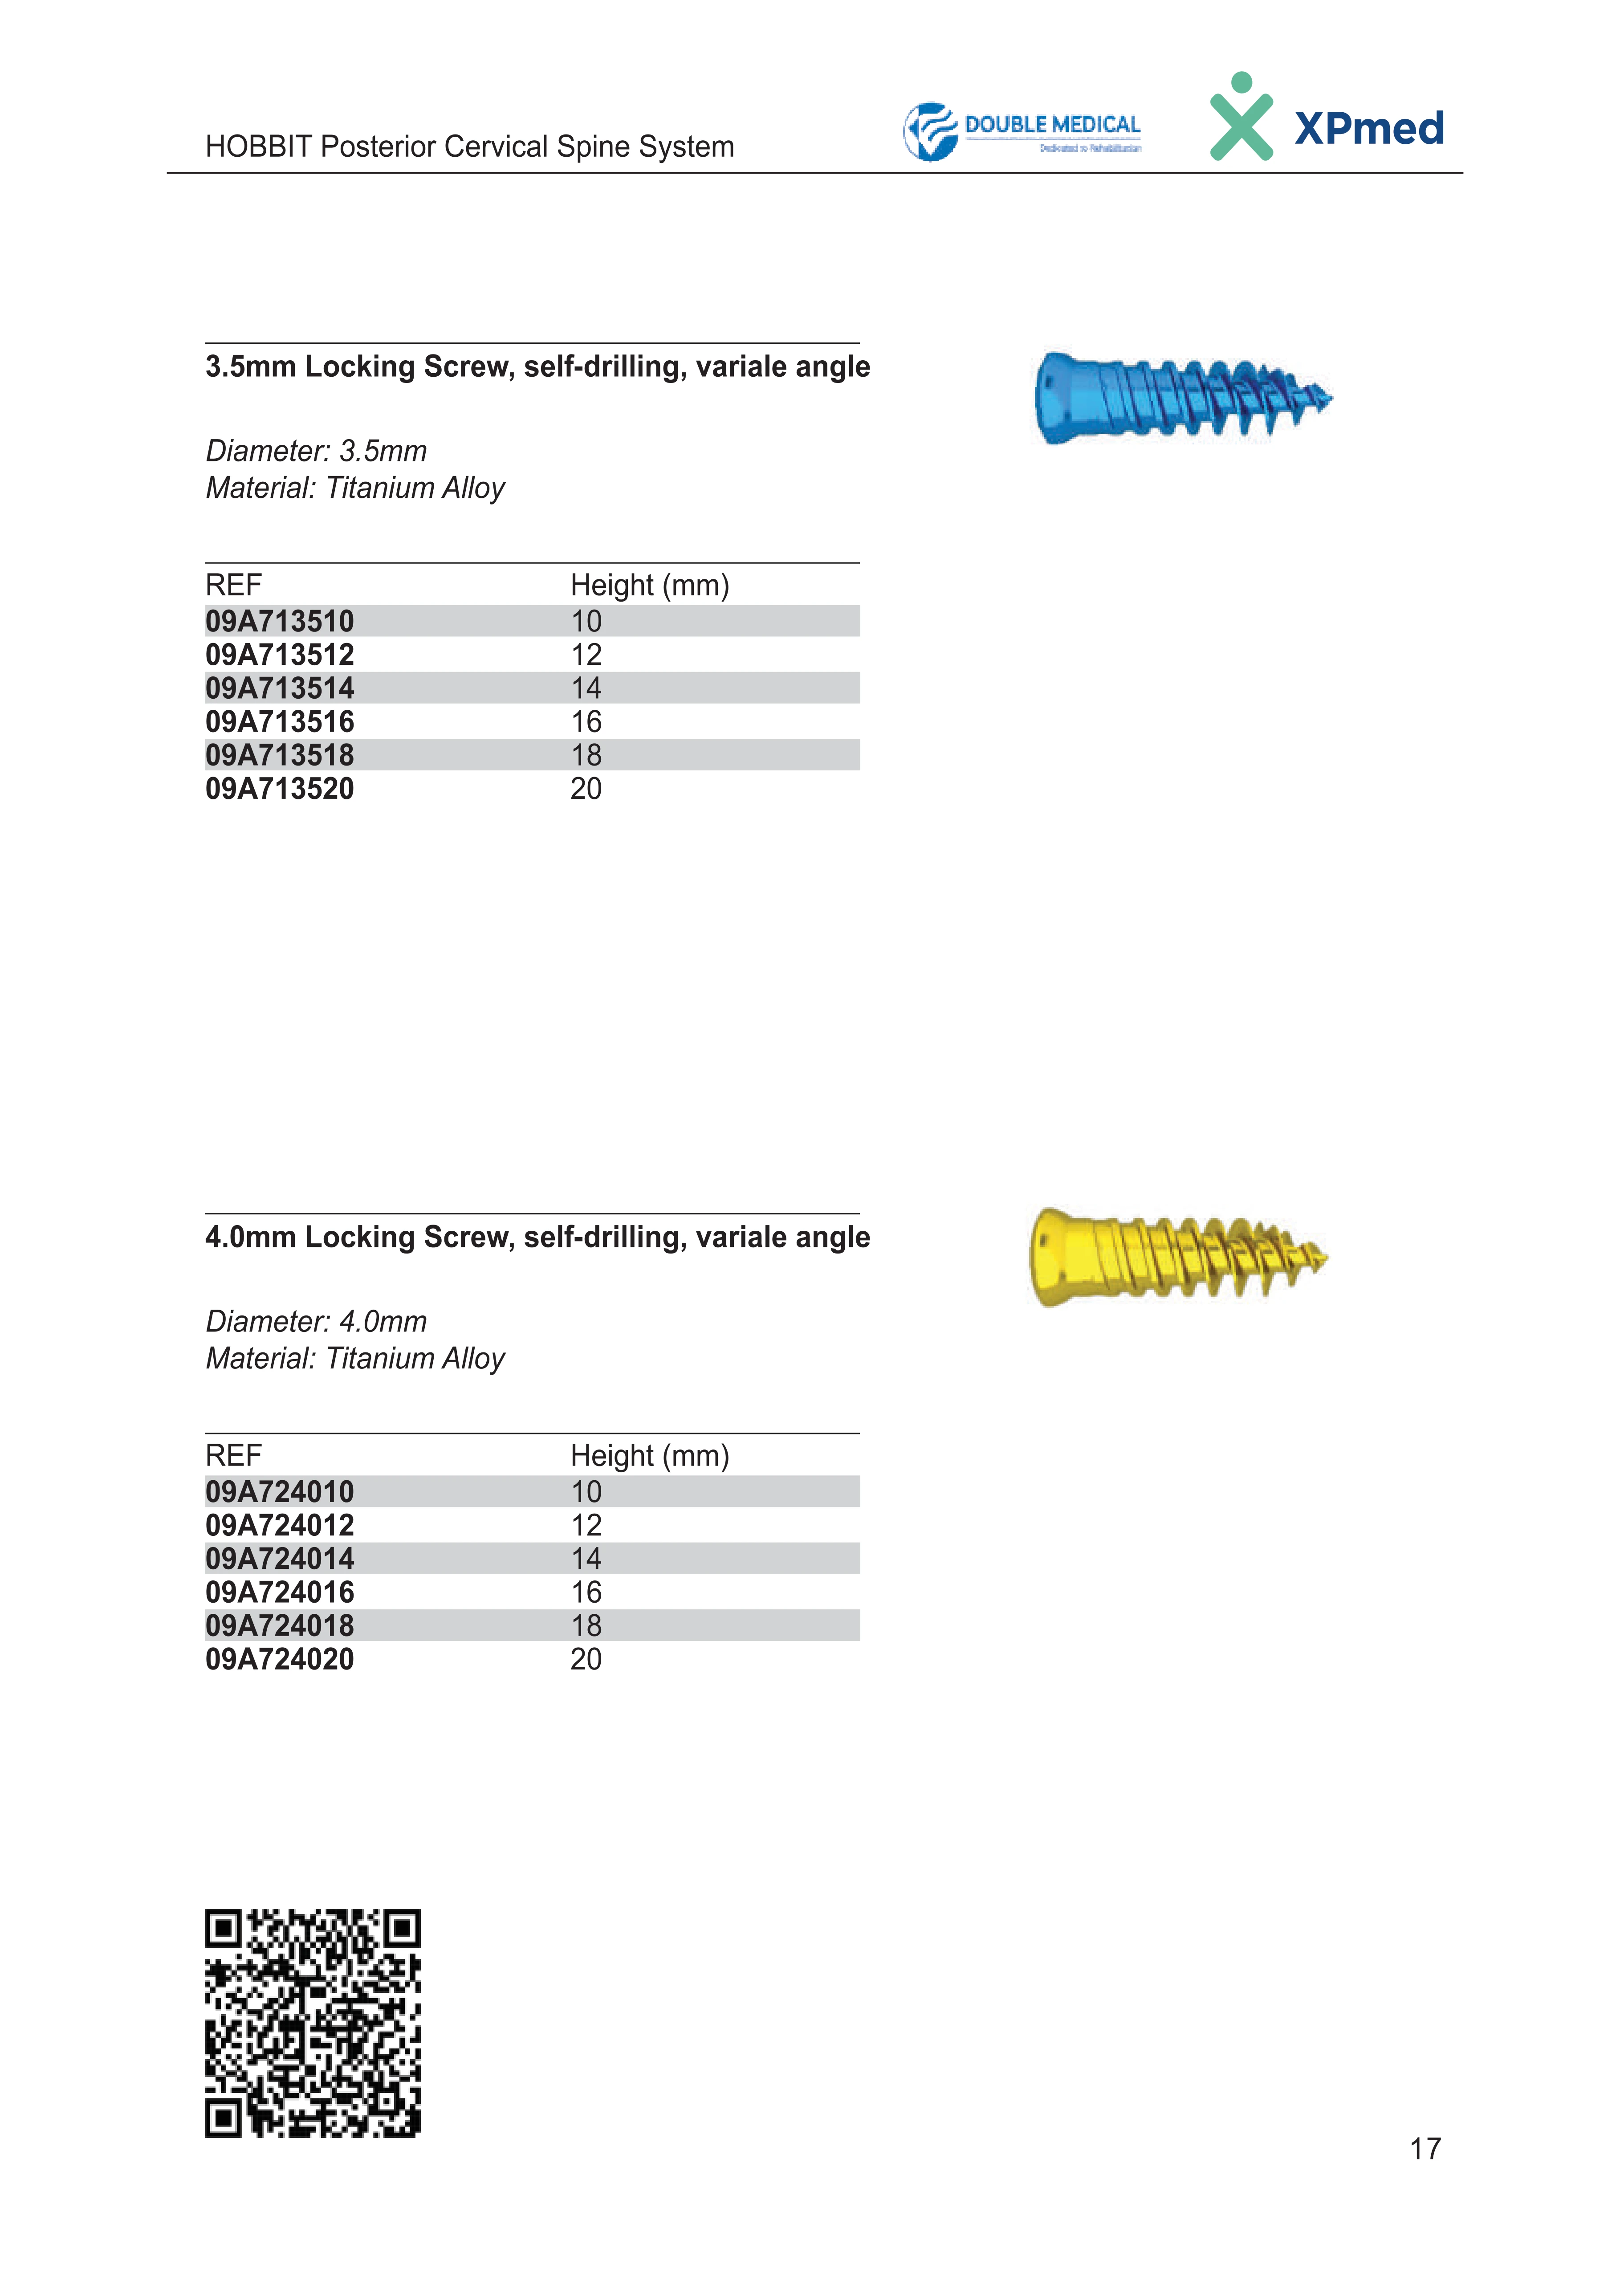 HOBBIT Posterior Cervical Spine System
DOUBLE MEDICAL
Dedicated to Rehabilitation
XPmed
3.5mm Locking Screw, self-drilling, variale angle
Diameter: 3.5mm
Material: Titanium Alloy
REF Height (mm)
09A713510 10
09A713512 12
09A713514 14
09A713516 16
09A713518 18
09A713520 20
4.0mm Locking Screw, self-drilling, variale angle
Diameter: 4.0mm
Material: Titanium Alloy
REF Height (mm)
09A724010 10
09A724012 12
09A724014 14
09A724016 16
09A724018 18
09A724020 20
17